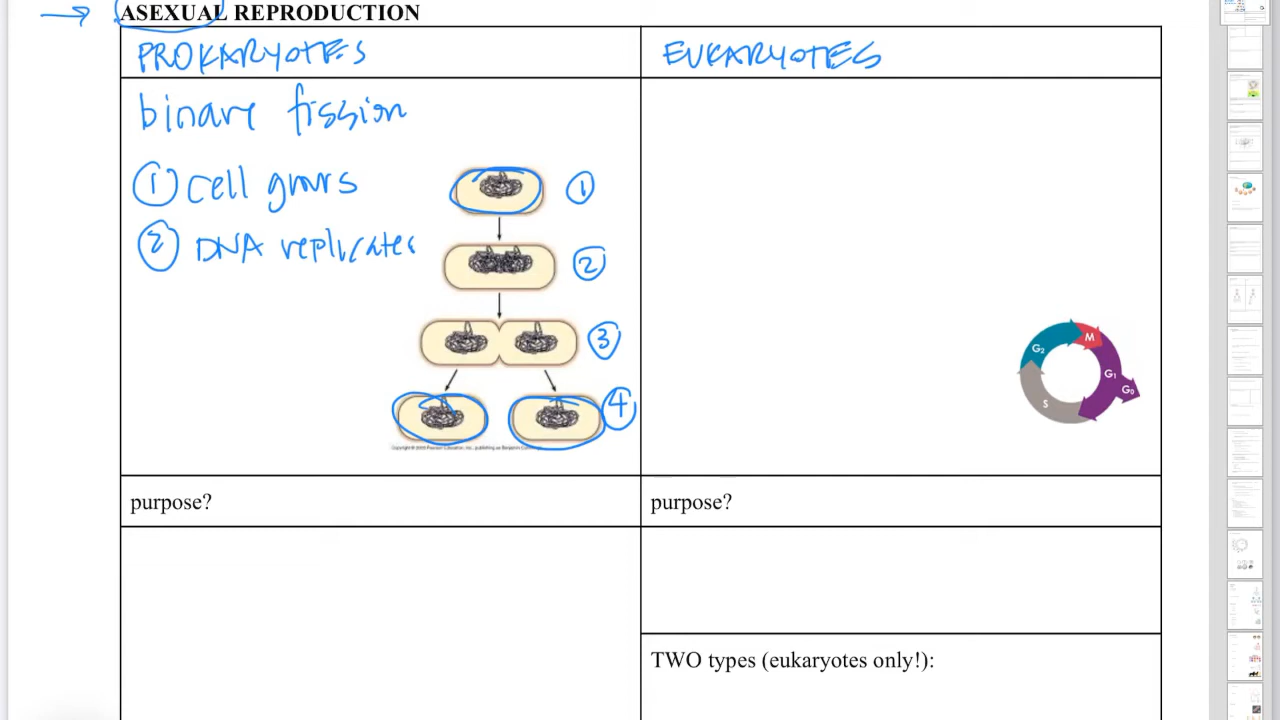 ASEXUAL REPRODUCTION
PROKARYOTES
EUKARYOTES
binary fission
① cell grows
② DNA replicates
①
②
③
④
purpose?
G₂
M
G₁
G₀
S
purpose?
TWO types (eukaryotes only!):